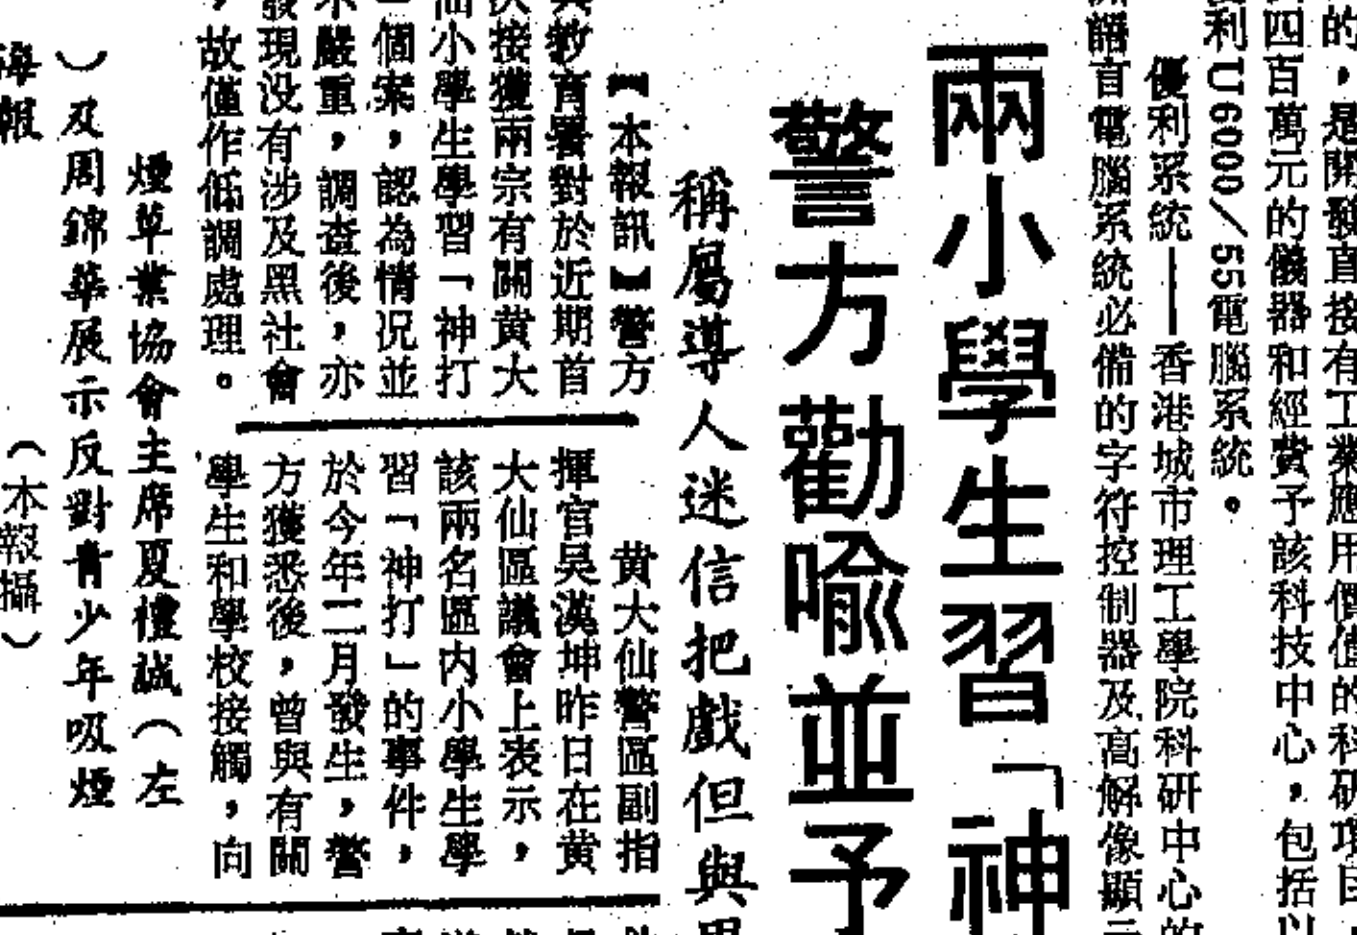 的，是開發直接有工業應用價值的科研項目，
四百萬元的儀器和經費予該科技中心，包括以
利U6000／55電腦系統。
優利系統——香港城市理工學院科研中心的
語言電腦系統必備的字符控制器及高解像顯示
兩小學生習「神
警方勸喻並予
稱屬導人迷信把戲但與黑
【本報訊】警方
與教育署對於近期首
次接獲兩宗有關黃大
仙小學生學習「神打
」個案，認為情況並
不嚴重，調查後，亦
發現没有涉及黑社會
，故僅作低調處理。
黃大仙警區副指
揮官吳漢坤昨日在黃
大仙區議會上表示，
該兩名區內小學生學
習「神打」的事件，
於今年二月發生，警
方獲悉後，曾與有關
學生和學校接觸，向
煙草業協會主席夏禮誠（左
）及周錦華展示反對青少年吸煙
海報
（本報攝）